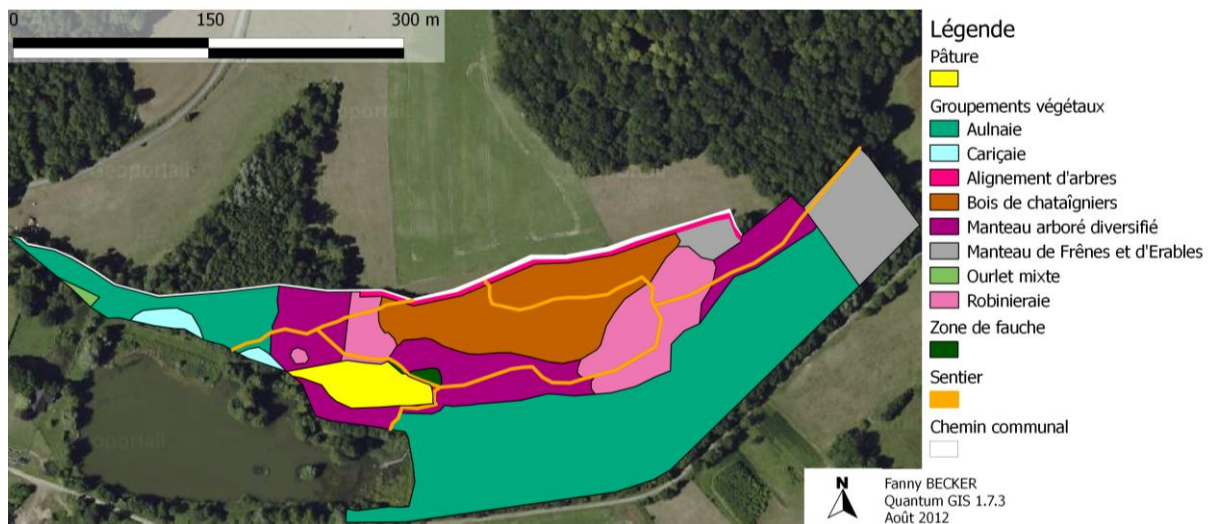 0 150 300 m
Légende
Pâture
Groupements végétaux
Aulnaie
Cariçaie
Alignement d'arbres
Bois de chataîgniers
Manteau arboré diversifié
Manteau de Frênes et d'Erables
Ourlet mixte
Robinieraie
Zone de fauche
Sentier
Chemin communal
N
Fanny BECKER
Quantum GIS 1.7.3
Août 2012